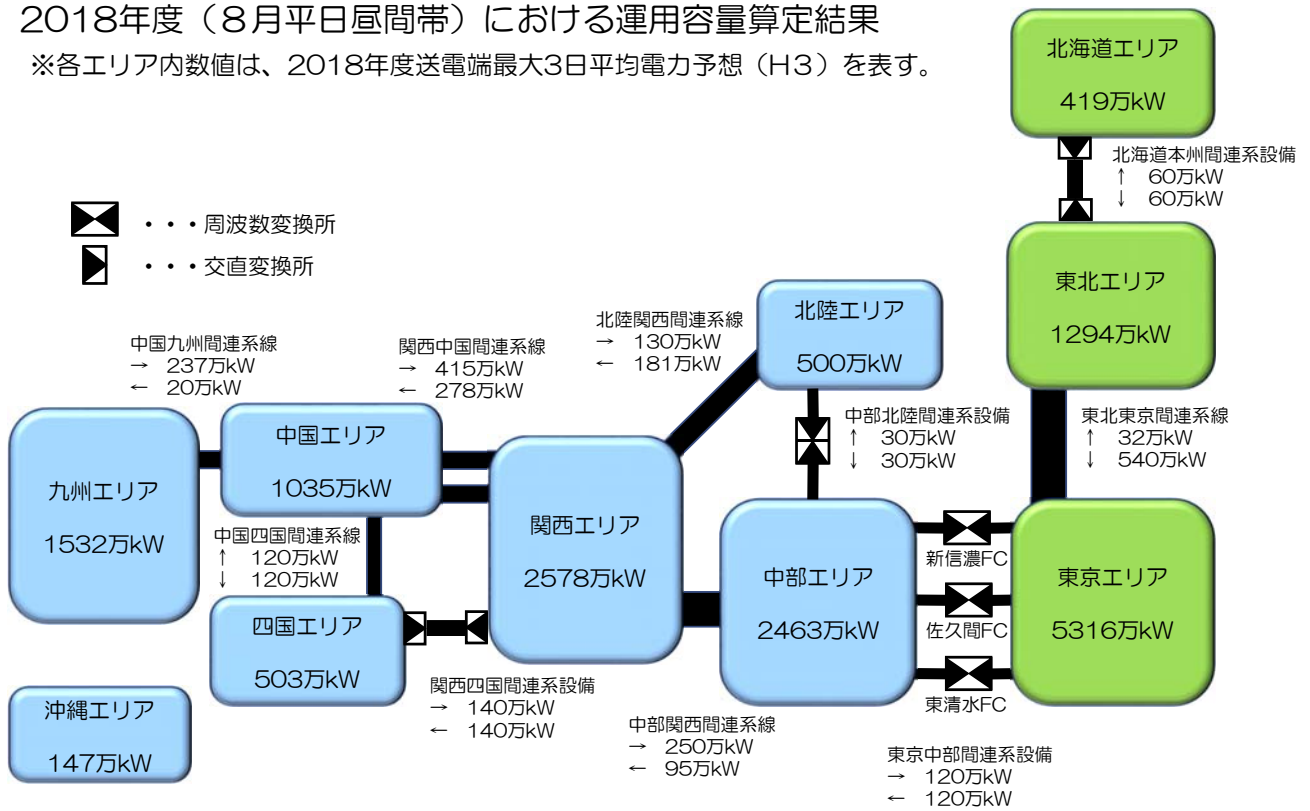 2018年度（8月平日昼間帯）における運用容量算定結果
※各エリア内数値は、2018年度送電端最大3日平均電力予想（H3）を表す。
北海道エリア
419万kW
北海道本州間連系設備
↑ 60万kW
↓ 60万kW
・・・周波数変換所
・・・交直変換所
東北エリア
1294万kW
北陸エリア
500万kW
北陸関西間連系線
→ 130万kW
← 181万kW
中国九州間連系線
→ 237万kW
← 20万kW
関西中国間連系線
→ 415万kW
← 278万kW
中部北陸間連系設備
↑ 30万kW
↓ 30万kW
東北東京間連系線
↑ 32万kW
↓ 540万kW
九州エリア
1532万kW
中国エリア
1035万kW
関西エリア
2578万kW
中国四国間連系線
↑ 120万kW
↓ 120万kW
中部エリア
2463万kW
新信濃FC
佐久間FC
東清水FC
東京エリア
5316万kW
四国エリア
503万kW
関西四国間連系設備
→ 140万kW
← 140万kW
沖縄エリア
147万kW
中部関西間連系線
→ 250万kW
← 95万kW
東京中部間連系設備
→ 120万kW
← 120万kW